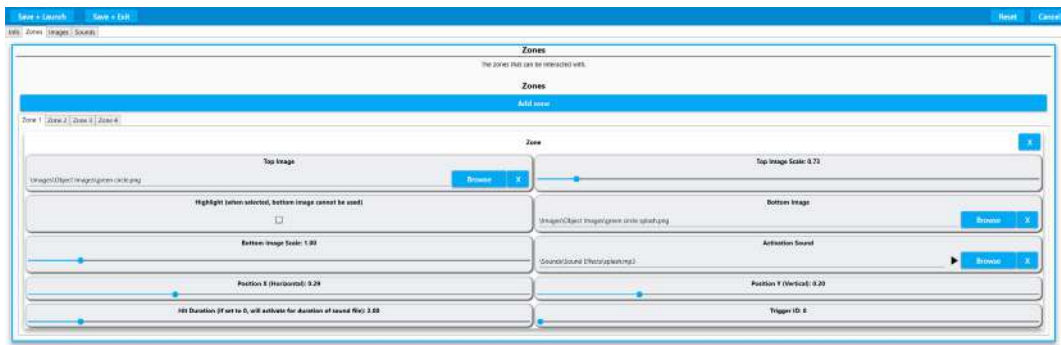 Save + Launch Save + Exit Reset Cancel
Info Zones Images Sounds
Zones
The zones that can be interacted with.
Zones
Add zone
Zone 1 Zone 2 Zone 3 Zone 4
Zone X
Top Image Top Image Scale: 0.73
\Images\Object Images\green circle.png Browse X
Highlight (when selected, bottom image cannot be used) Bottom Image
\Images\Object Images\green circle splash.png Browse X
Bottom Image Scale: 1.00 Activation Sound
\Sounds\Sound Effects\splash.mp3 Browse X
Position X (Horizontal): 0.29 Position Y (Vertical): 0.20
Hit Duration (if set to 0, will activate for duration of sound file): 3.00 Trigger ID: 0